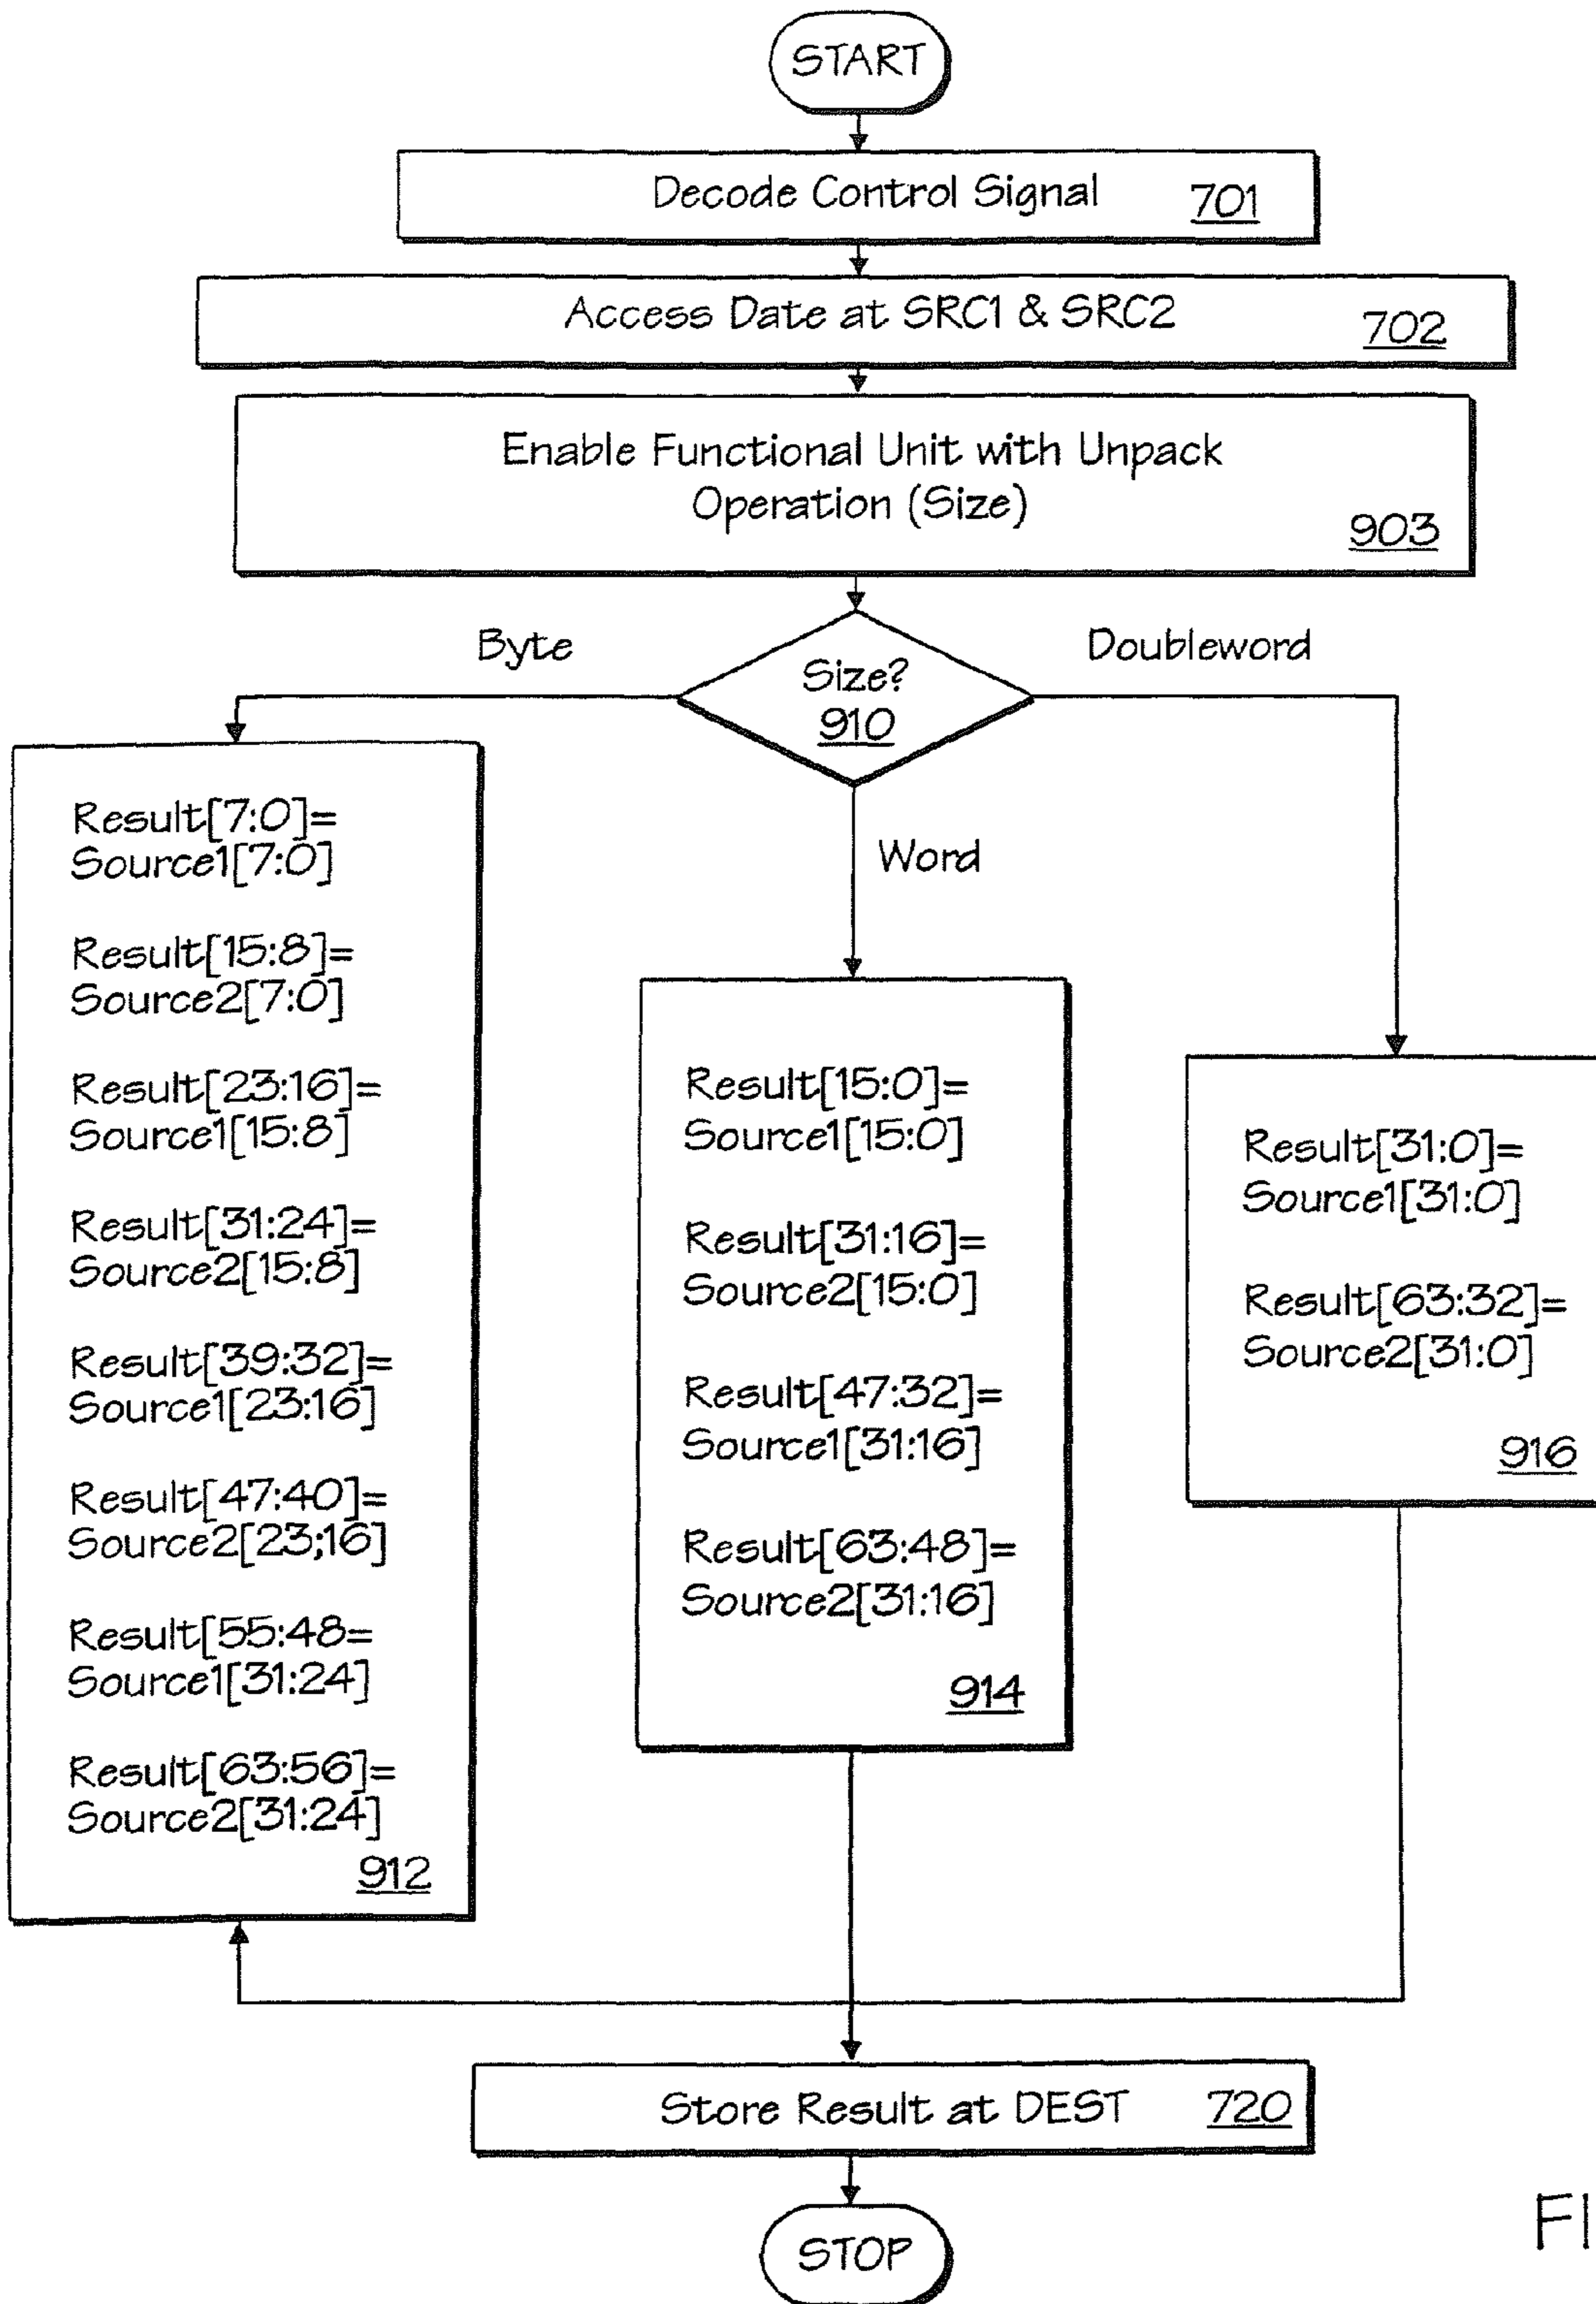 START
Decode Control Signal 701
Access Date at SRC1 & SRC2 702
Enable Functional Unit with Unpack
Operation (Size)
903
Byte
Doubleword
Size?
910
Word
Result[7:0]=
Source1[7:0]
Result[15:8]=
Source2[7:0]
Result[23:16]=
Source1[15:8]
Result[31:24]=
Source2[15:8]
Result[39:32]=
Source1[23:16]
Result[47:40]=
Source2[23;16]
Result[55:48=
Source1[31:24]
Result[63:56]=
Source2[31:24]
912
Result[15:0]=
Source1[15:0]
Result[31:16]=
Source2[15:0]
Result[47:32]=
Source1[31:16]
Result[63:48]=
Source2[31:16]
914
Result[31:0]=
Source1[31:0]
Result[63:32]=
Source2[31:0]
916
Store Result at DEST 720
STOP